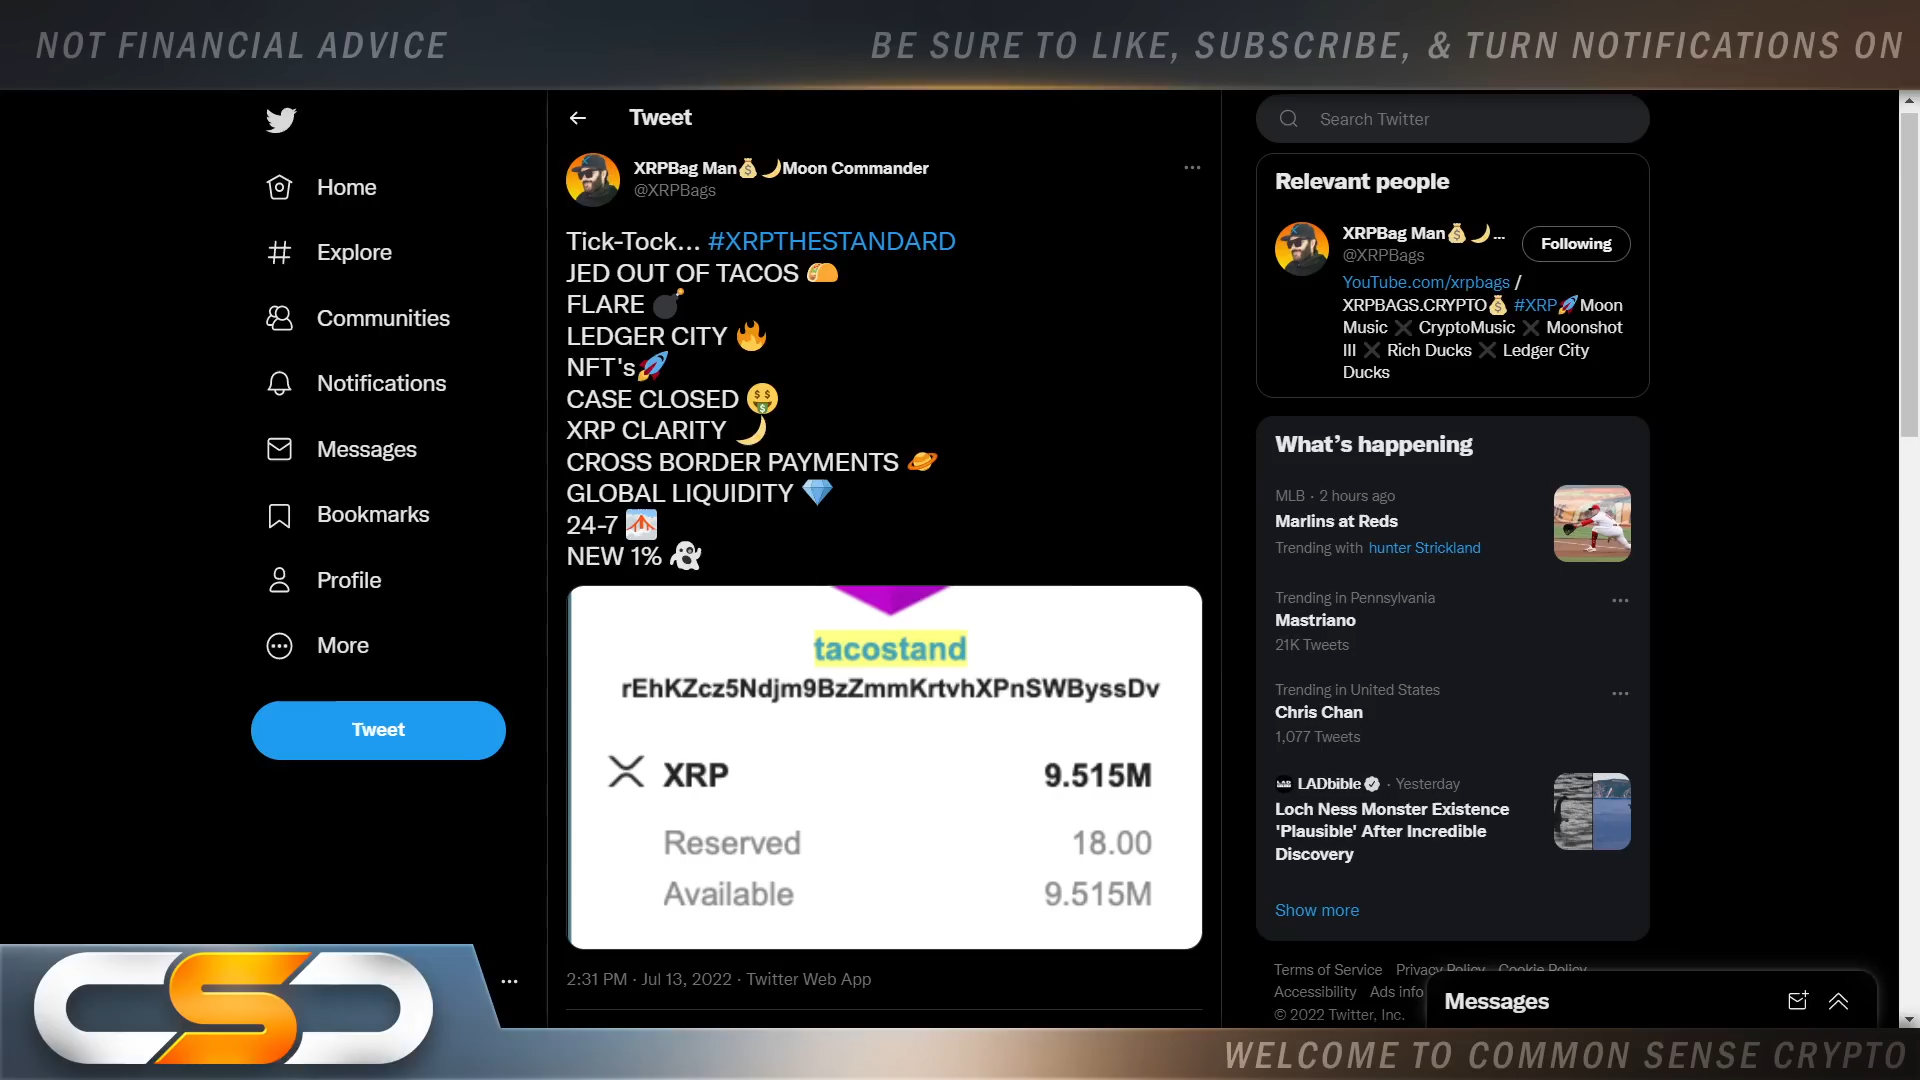 NOT FINANCIAL ADVICE
BE SURE TO LIKE, SUBSCRIBE, & TURN NOTIFICATIONS ON
Home
Explore
Communities
Notifications
Messages
Bookmarks
Profile
More
Tweet
Tweet
XRPBag Man💰🌙Moon Commander
@XRPBags
Tick-Tock... #XRPTHESTANDARD
JED OUT OF TACOS 🌮
FLARE 💣
LEDGER CITY 🔥
NFT's🚀
CASE CLOSED 🤑
XRP CLARITY 🌙
CROSS BORDER PAYMENTS 🪐
GLOBAL LIQUIDITY 💎
24-7 🌁
NEW 1% 👻
tacostand
rEhKZcz5Ndjm9BzZmmKrtvhXPnSWByssDv
XRP 9.515M
Reserved 18.00
Available 9.515M
2:31 PM · Jul 13, 2022 · Twitter Web App
Search Twitter
Relevant people
XRPBag Man💰🌙...
@XRPBags
Following
YouTube.com/xrpbags /
XRPBAGS.CRYPTO💰 #XRP🚀Moon
Music ✖ CryptoMusic ✖ Moonshot
III ✖ Rich Ducks ✖ Ledger City
Ducks
What's happening
MLB · 2 hours ago
Marlins at Reds
Trending with hunter Strickland
Trending in Pennsylvania
Mastriano
21K Tweets
Trending in United States
Chris Chan
1,077 Tweets
LADbible · Yesterday
Loch Ness Monster Existence
'Plausible' After Incredible
Discovery
Show more
Terms of Service Privacy Policy Cookie Policy
Accessibility Ads info
© 2022 Twitter, Inc.
Messages
CSC
WELCOME TO COMMON SENSE CRYPTO